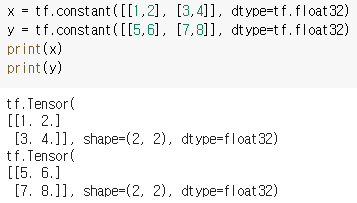 x = tf.constant([[1,2], [3,4]], dtype=tf.float32)
y = tf.constant([[5,6], [7,8]], dtype=tf.float32)
print(x)
print(y)
tf.Tensor(
[[1. 2.]
 [3. 4.]], shape=(2, 2), dtype=float32)
tf.Tensor(
[[5. 6.]
 [7. 8.]], shape=(2, 2), dtype=float32)